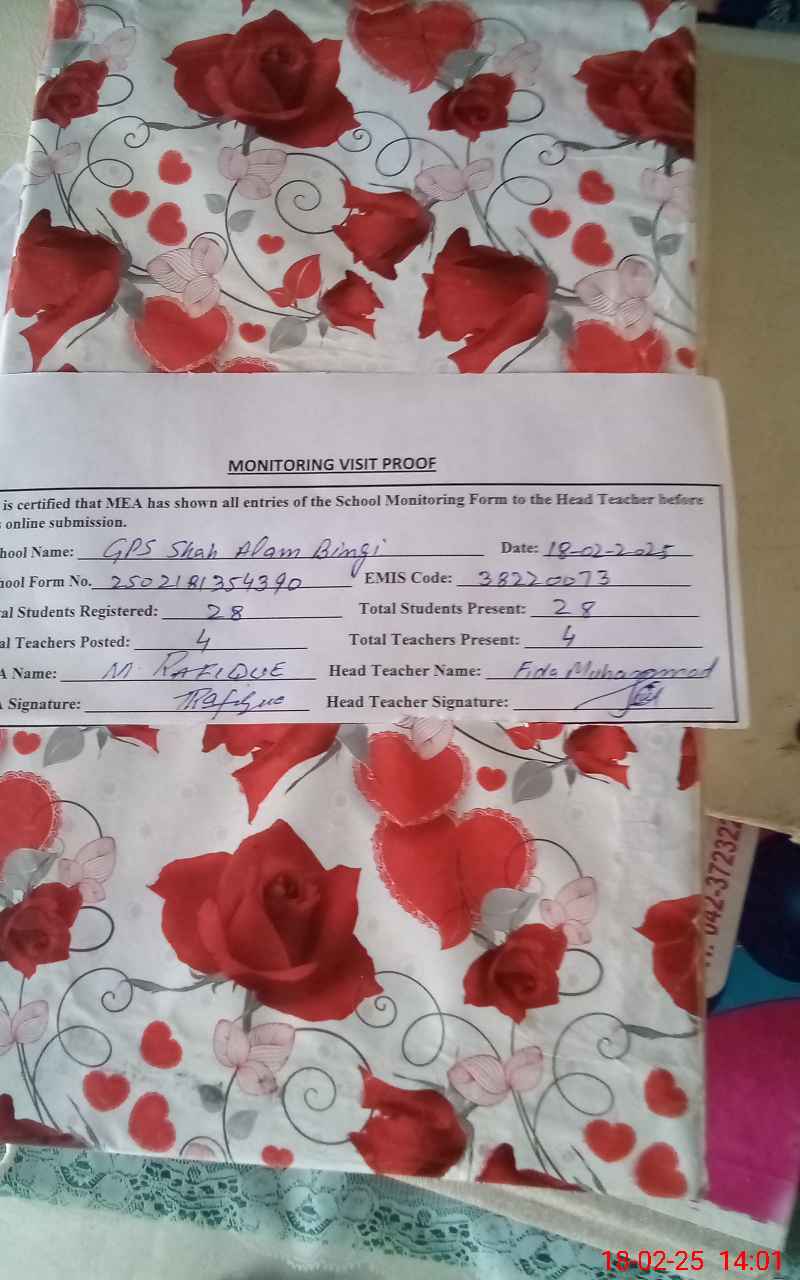 MONITORING VISIT PROOF
is certified that MEA has shown all entries of the School Monitoring Form to the Head Teacher before
online submission.
hool Name: GPS Shah Alam Bingi Date: 18-02-2025
hool Form No. 2502181354390 EMIS Code: 38220073
al Students Registered: 28 Total Students Present: 28
al Teachers Posted: 4 Total Teachers Present: 4
A Name: M. RAFIQUE Head Teacher Name: Fida Muhammad
Signature: Rafique Head Teacher Signature:
042-37232
18-02-25 14:01